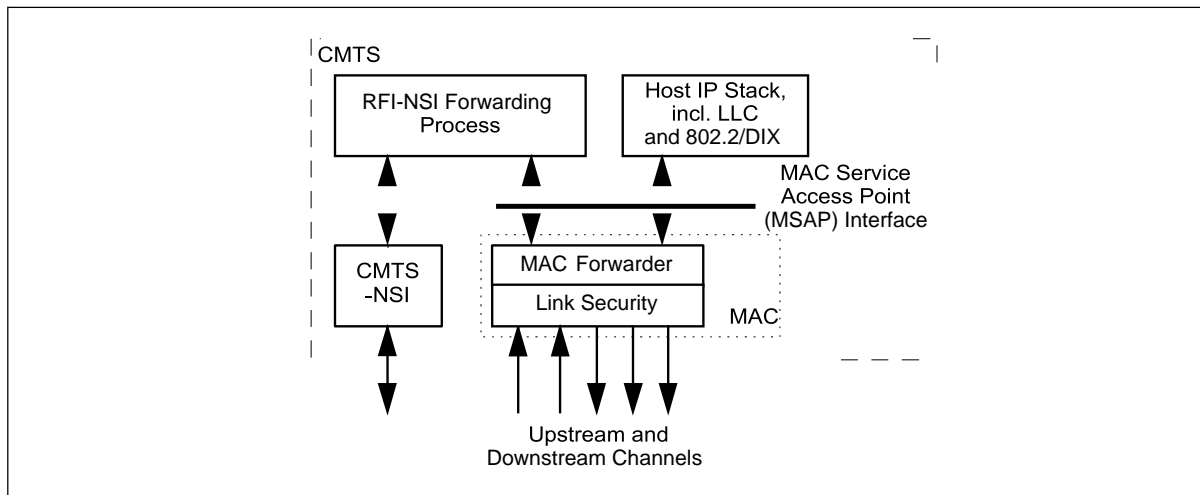 CMTS
RFI-NSI Forwarding
Process
Host IP Stack,
incl. LLC
and 802.2/DIX
MAC Service
Access Point
(MSAP) Interface
CMTS
-NSI
MAC Forwarder
Link Security
MAC
Upstream and
Downstream Channels